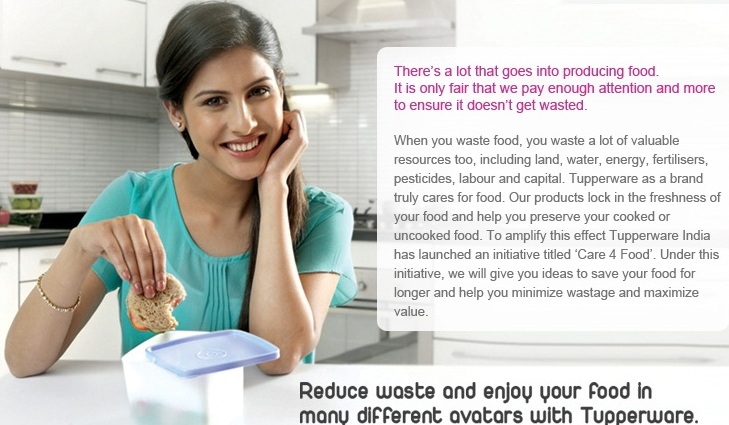 There's a lot that goes into producing food.
It is only fair that we pay enough attention and more
to ensure it doesn't get wasted.
When you waste food, you waste a lot of valuable
resources too, including land, water, energy, fertilisers,
pesticides, labour and capital. Tupperware as a brand
truly cares for food. Our products lock in the freshness of
your food and help you preserve your cooked or
uncooked food. To amplify this effect Tupperware India
has launched an initiative titled ‘Care 4 Food’. Under this
initiative, we will give you ideas to save your food for
longer and help you minimize wastage and maximize
value.
Reduce waste and enjoy your food in
many different avatars with Tupperware.